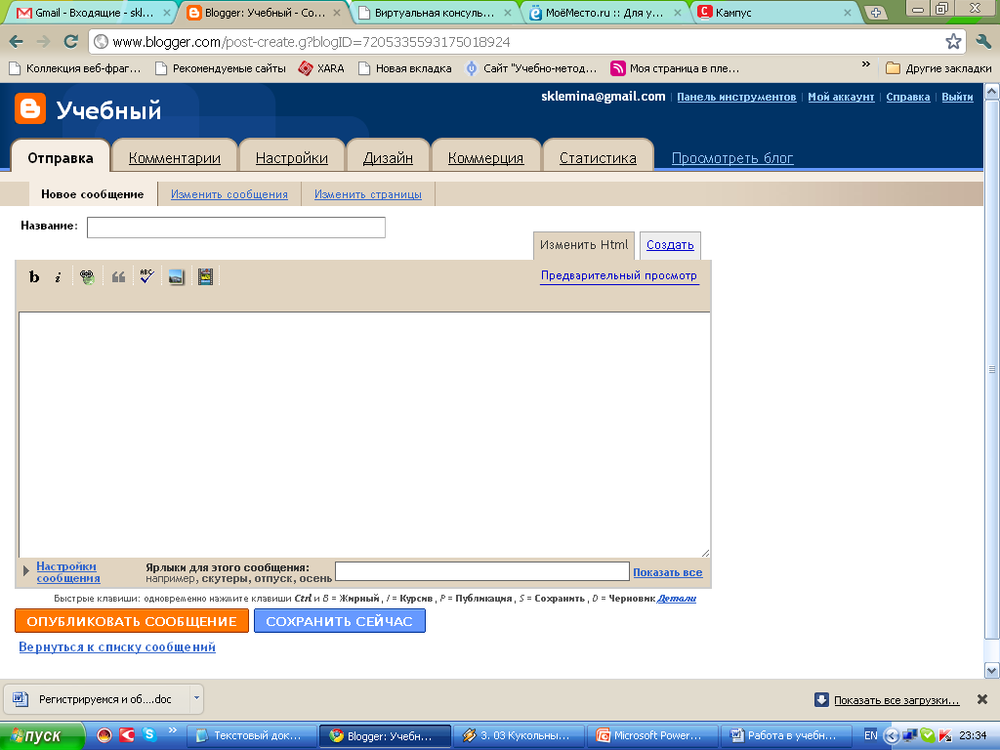 Gmail - Входящие - skl...
Blogger: Учебный - Со...
Виртуальная консуль...
МоёМесто.ru :: Для у...
Кампус
www.blogger.com/post-create.g?blogID=7205335593175018924
Коллекция веб-фраг...
Рекомендуемые сайты
XARA
Новая вкладка
Сайт "Учебно-метод...
Моя страница в пле...
»
Другие закладки
Учебный
sklemina@gmail.com | Панель инструментов | Мой аккаунт | Справка | Выйти
Отправка
Комментарии
Настройки
Дизайн
Коммерция
Статистика
Просмотреть блог
Новое сообщение
Изменить сообщения
Изменить страницы
Название:
Изменить Html
Создать
b i ABC
Предварительный просмотр
Настройки сообщения
Ярлыки для этого сообщения:
например, скутеры, отпуск, осень
Показать все
Быстрые клавиши: одновременно нажмите клавиши Ctrl и B = Жирный , I = Курсив , P = Публикация , S = Сохранить , D = Черновик Детали
ОПУБЛИКОВАТЬ СООБЩЕНИЕ
СОХРАНИТЬ СЕЙЧАС
Вернуться к списку сообщений
Регистрируемся и об....doc
Показать все загрузки...
пуск
»
Текстовый док...
Blogger: Учебн...
3. 03 Кукольны...
Microsoft Power...
Работа в учебн...
EN
23:34